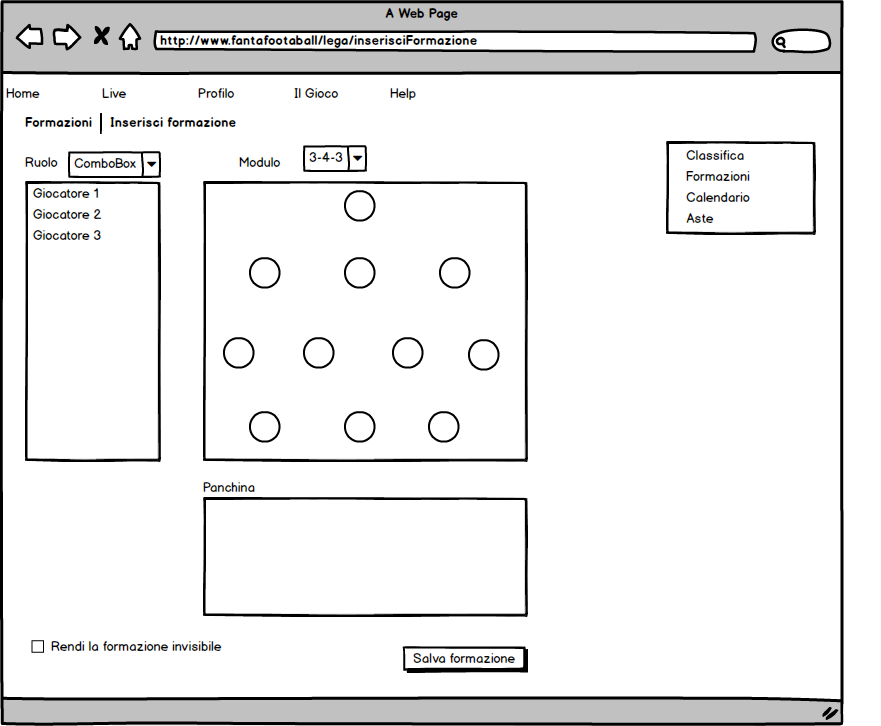 A Web Page
http://www.fantafootaball/lega/inserisciFormazione
Home Live Profilo Il Gioco Help
Formazioni Inserisci formazione
Ruolo ComboBox Modulo 3-4-3
Giocatore 1
Giocatore 2
Giocatore 3
Classifica
Formazioni
Calendario
Aste
Panchina
Rendi la formazione invisibile
Salva formazione